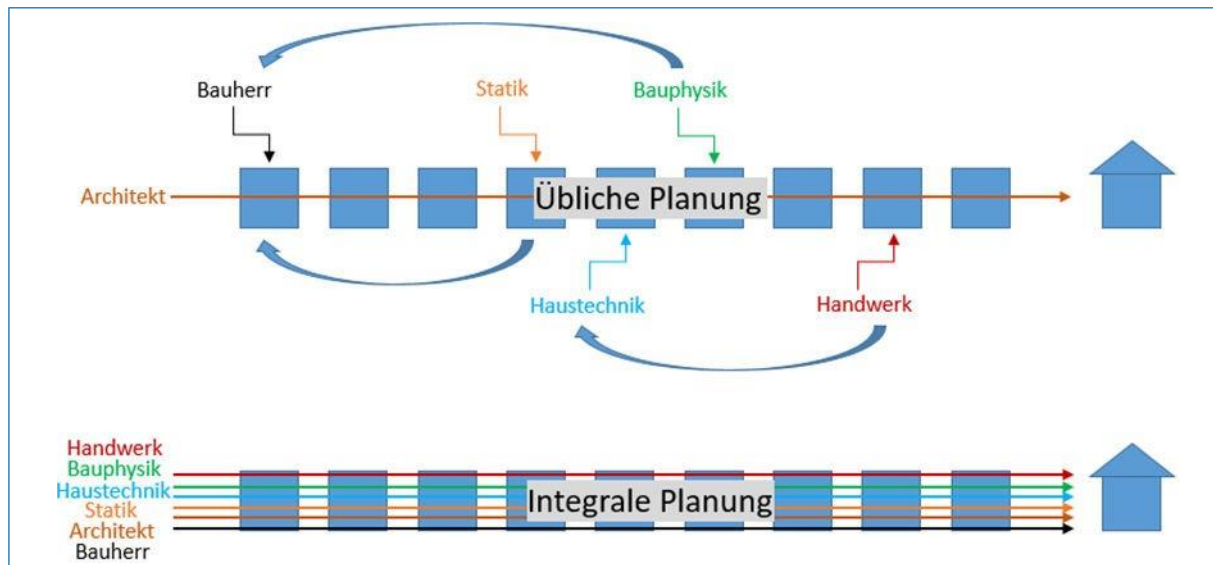 Bauherr
Statik
Bauphysik
Architekt
Übliche Planung
Haustechnik
Handwerk
Handwerk
Bauphysik
Haustechnik
Statik
Architekt
Bauherr
Integrale Planung